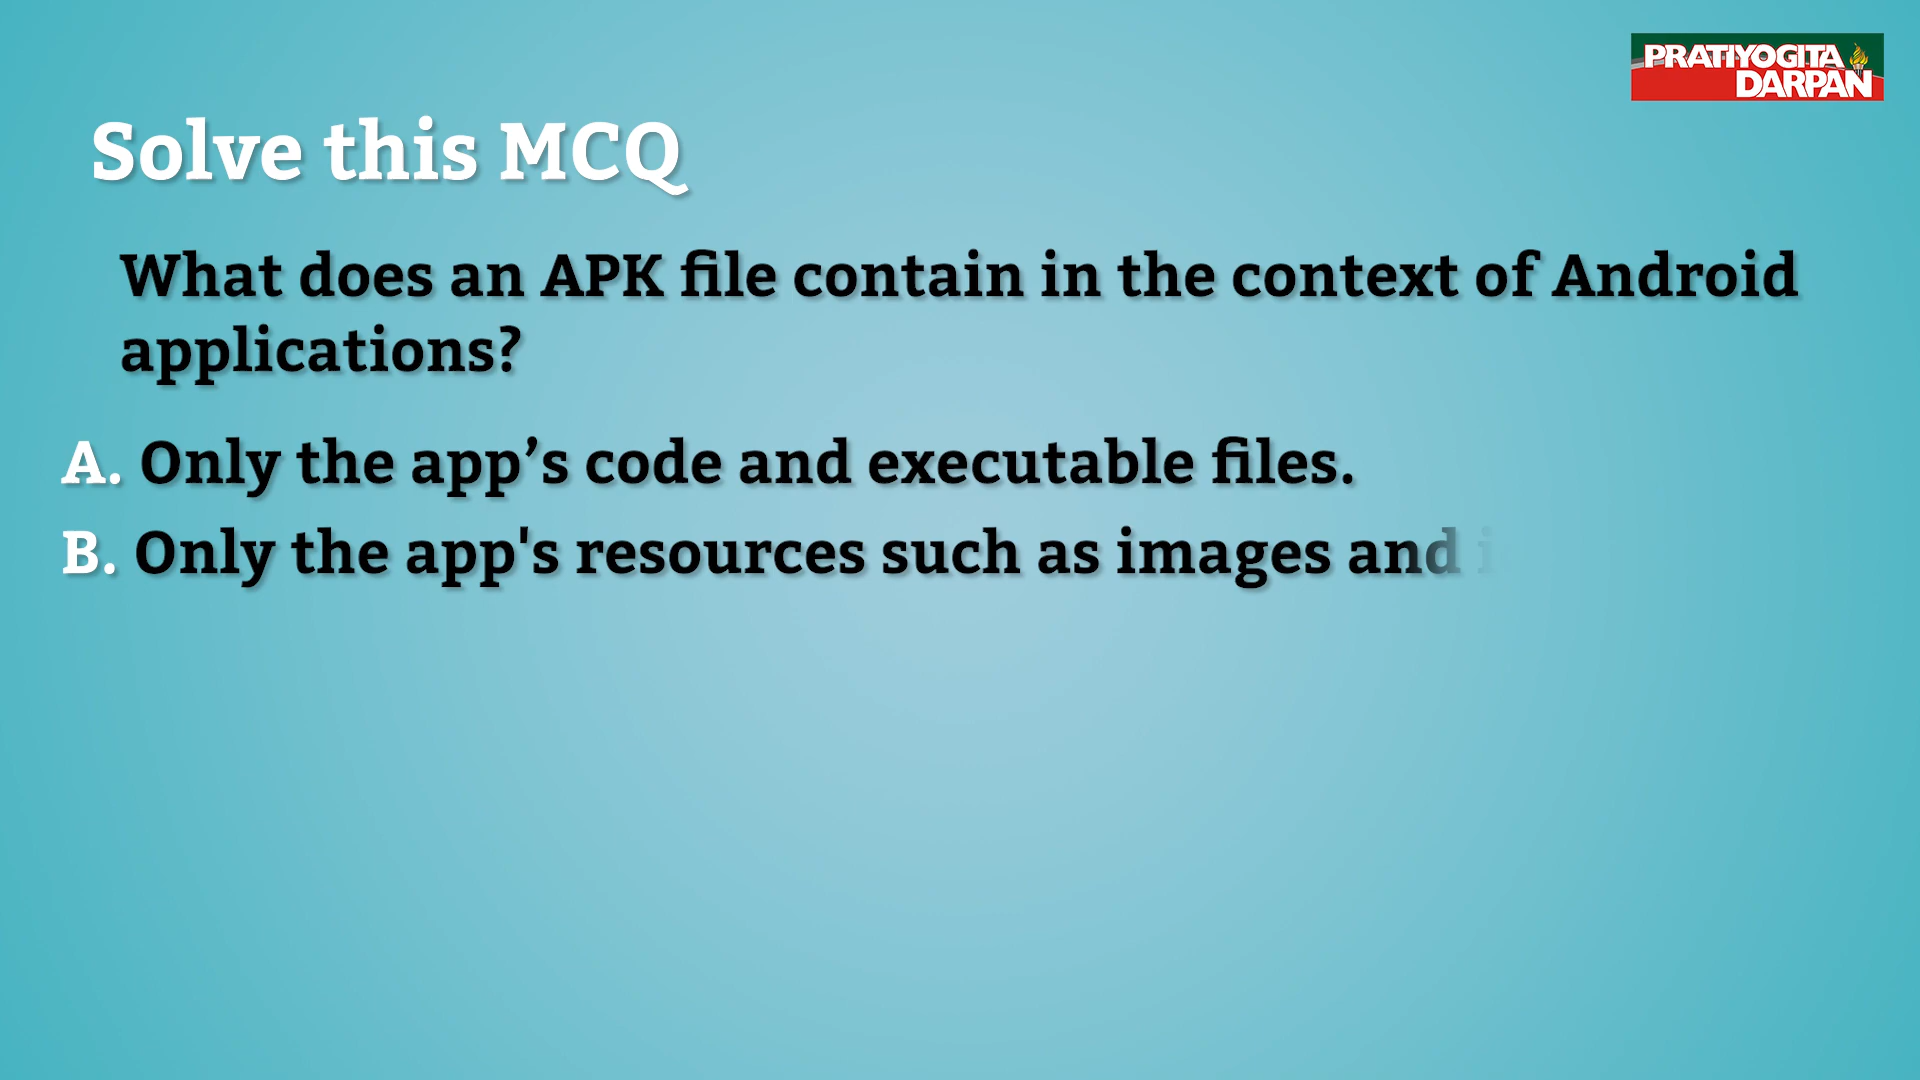 PRATIYOGITA
DARPAN
Solve this MCQ
What does an APK file contain in the context of Android
applications?
A. Only the app’s code and executable files.
B. Only the app's resources such as images and